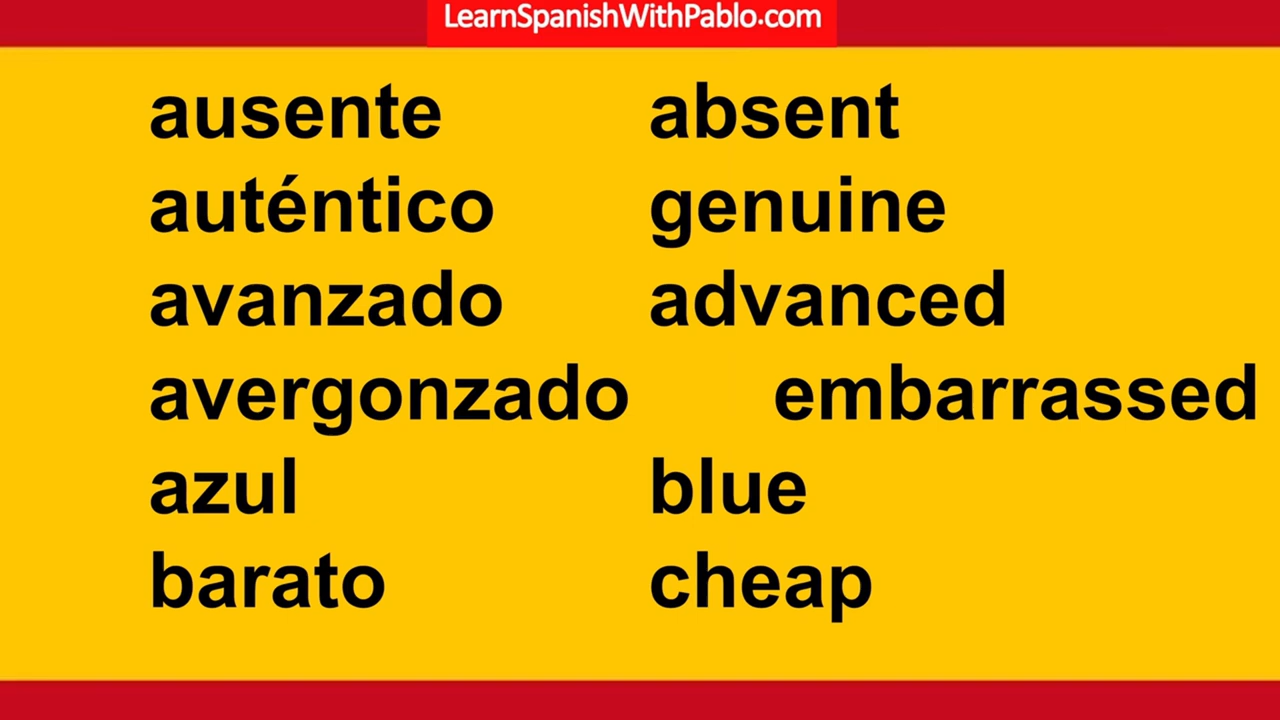 LearnSpanishWithPablo.com
ausente absent
auténtico genuine
avanzado advanced
avergonzado embarrassed
azul blue
barato cheap